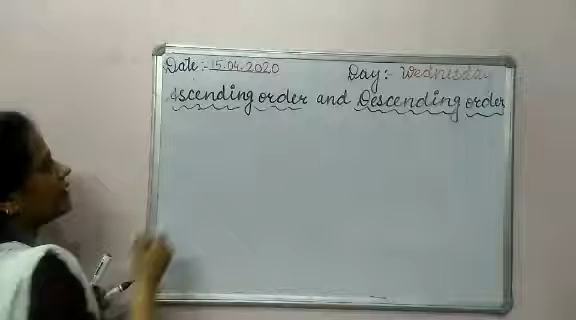 Date :- 15.04.2020 Day :- Wednesday
Ascending order and Descending order